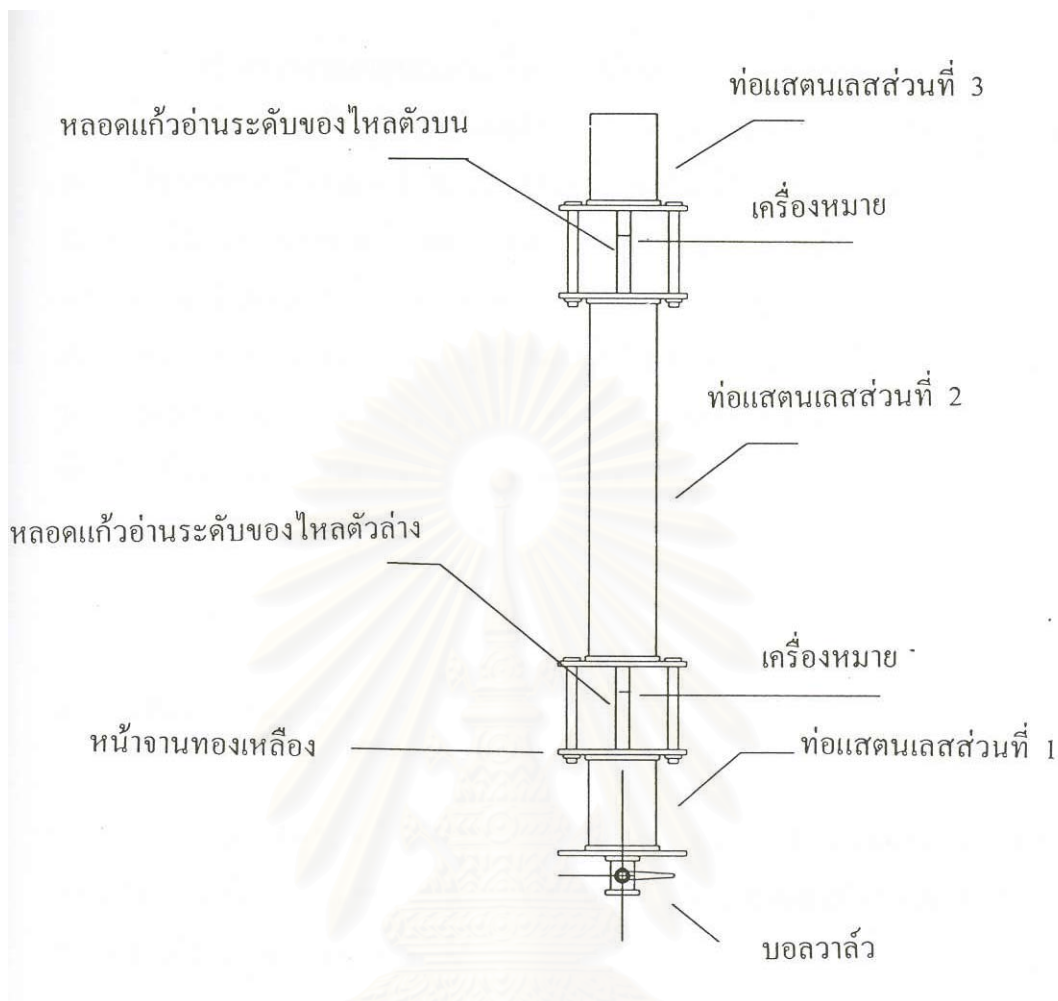 ท่อแสตนเลสส่วนที่ 3
หลอดแก้วอ่านระดับของไหลตัวบน
เครื่องหมาย
ท่อแสตนเลสส่วนที่ 2
หลอดแก้วอ่านระดับของไหลตัวล่าง
เครื่องหมาย
หน้าจานทองเหลือง
ท่อแสตนเลสส่วนที่ 1
บอลวาล์ว